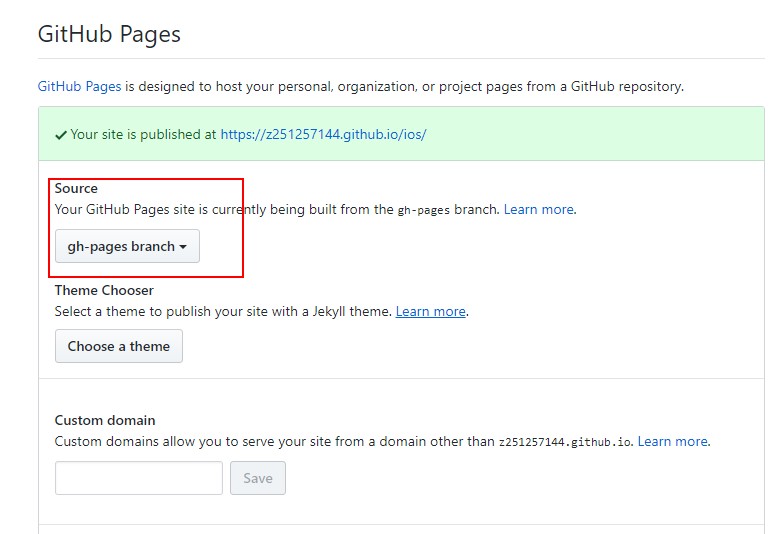 GitHub Pages
GitHub Pages is designed to host your personal, organization, or project pages from a GitHub repository.
Your site is published at https://z251257144.github.io/ios/
Source
Your GitHub Pages site is currently being built from the gh-pages branch. Learn more.
gh-pages branch
Theme Chooser
Select a theme to publish your site with a Jekyll theme. Learn more.
Choose a theme
Custom domain
Custom domains allow you to serve your site from a domain other than z251257144.github.io. Learn more.
Save